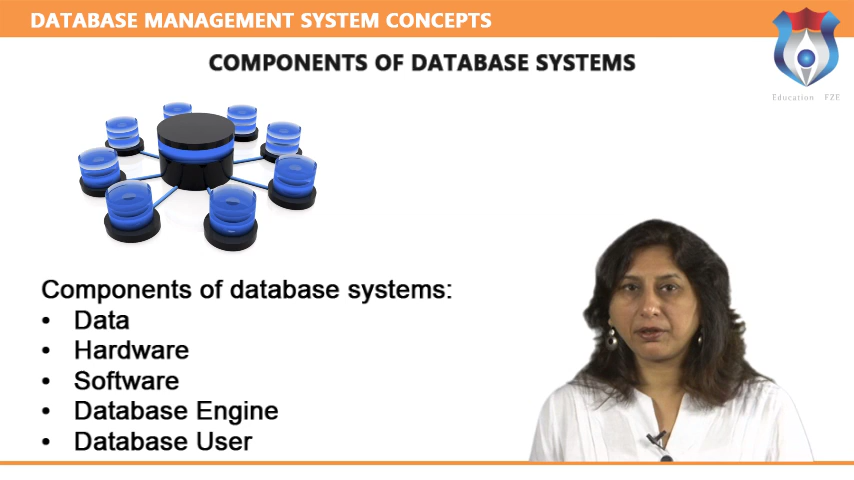 DATABASE MANAGEMENT SYSTEM CONCEPTS
COMPONENTS OF DATABASE SYSTEMS
Education FZE
Components of database systems:
• Data
• Hardware
• Software
• Database Engine
• Database User